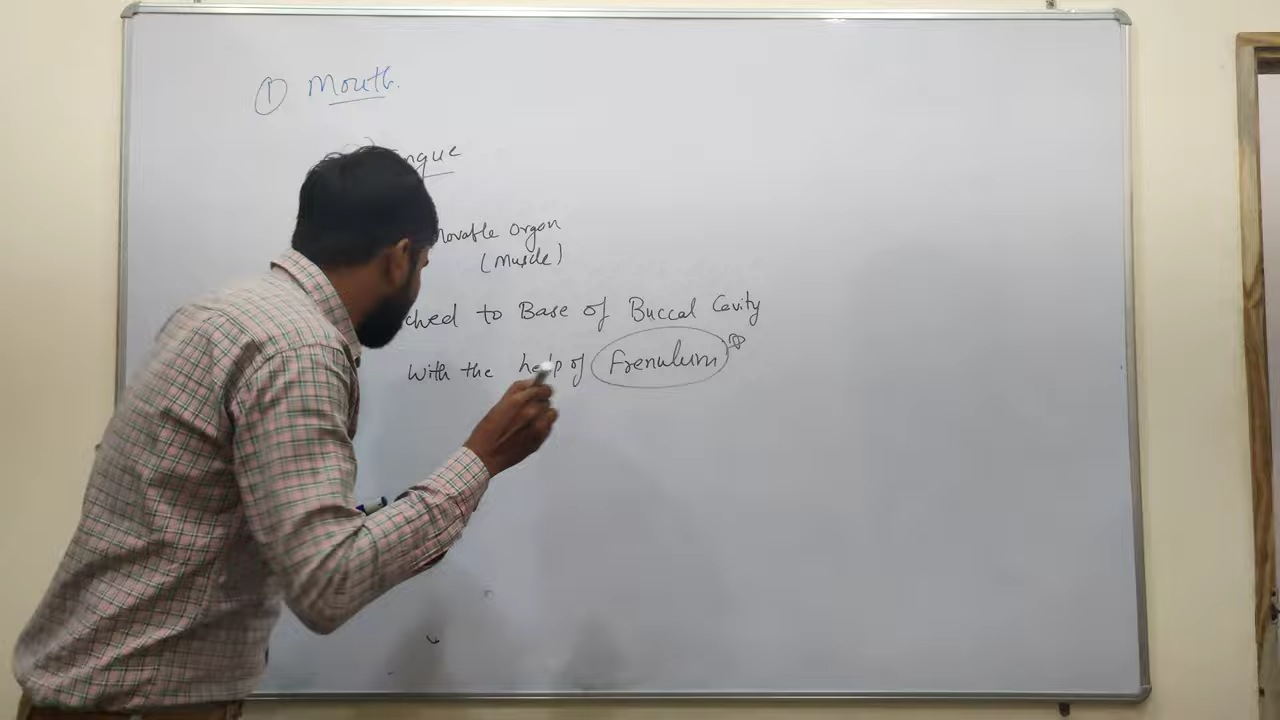 ① Mouth.
ngue
Movable organ
(Muscle)
ched to Base of Buccal Cavity
with the help of Frenulum